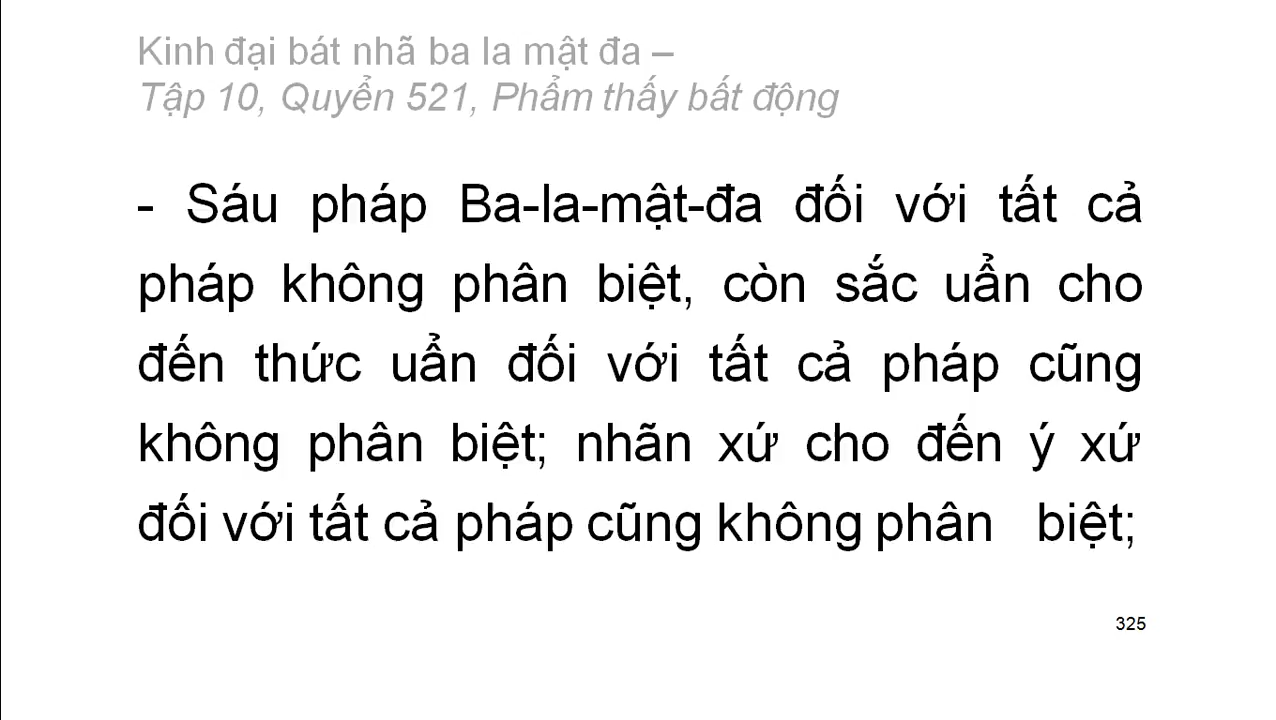 Kinh đại bát nhã ba la mật đa –
Tập 10, Quyển 521, Phẩm thấy bất động
- Sáu pháp Ba-la-mật-đa đối với tất cả
pháp không phân biệt, còn sắc uẩn cho
đến thức uẩn đối với tất cả pháp cũng
không phân biệt; nhãn xứ cho đến ý xứ
đối với tất cả pháp cũng không phân biệt;
325